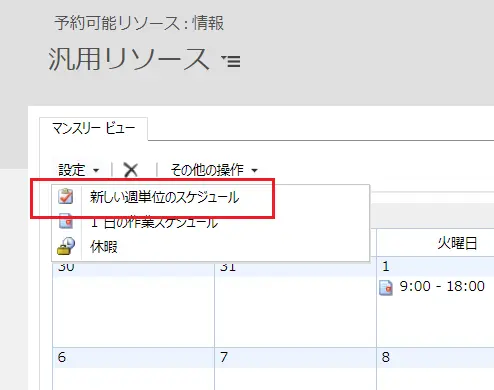 予約可能リソース : 情報
汎用リソース
マンスリー ビュー
設定 その他の操作
新しい週単位のスケジュール
1 日の作業スケジュール
休暇
火曜日
30 31 1
9:00 - 18:00
6 7 8